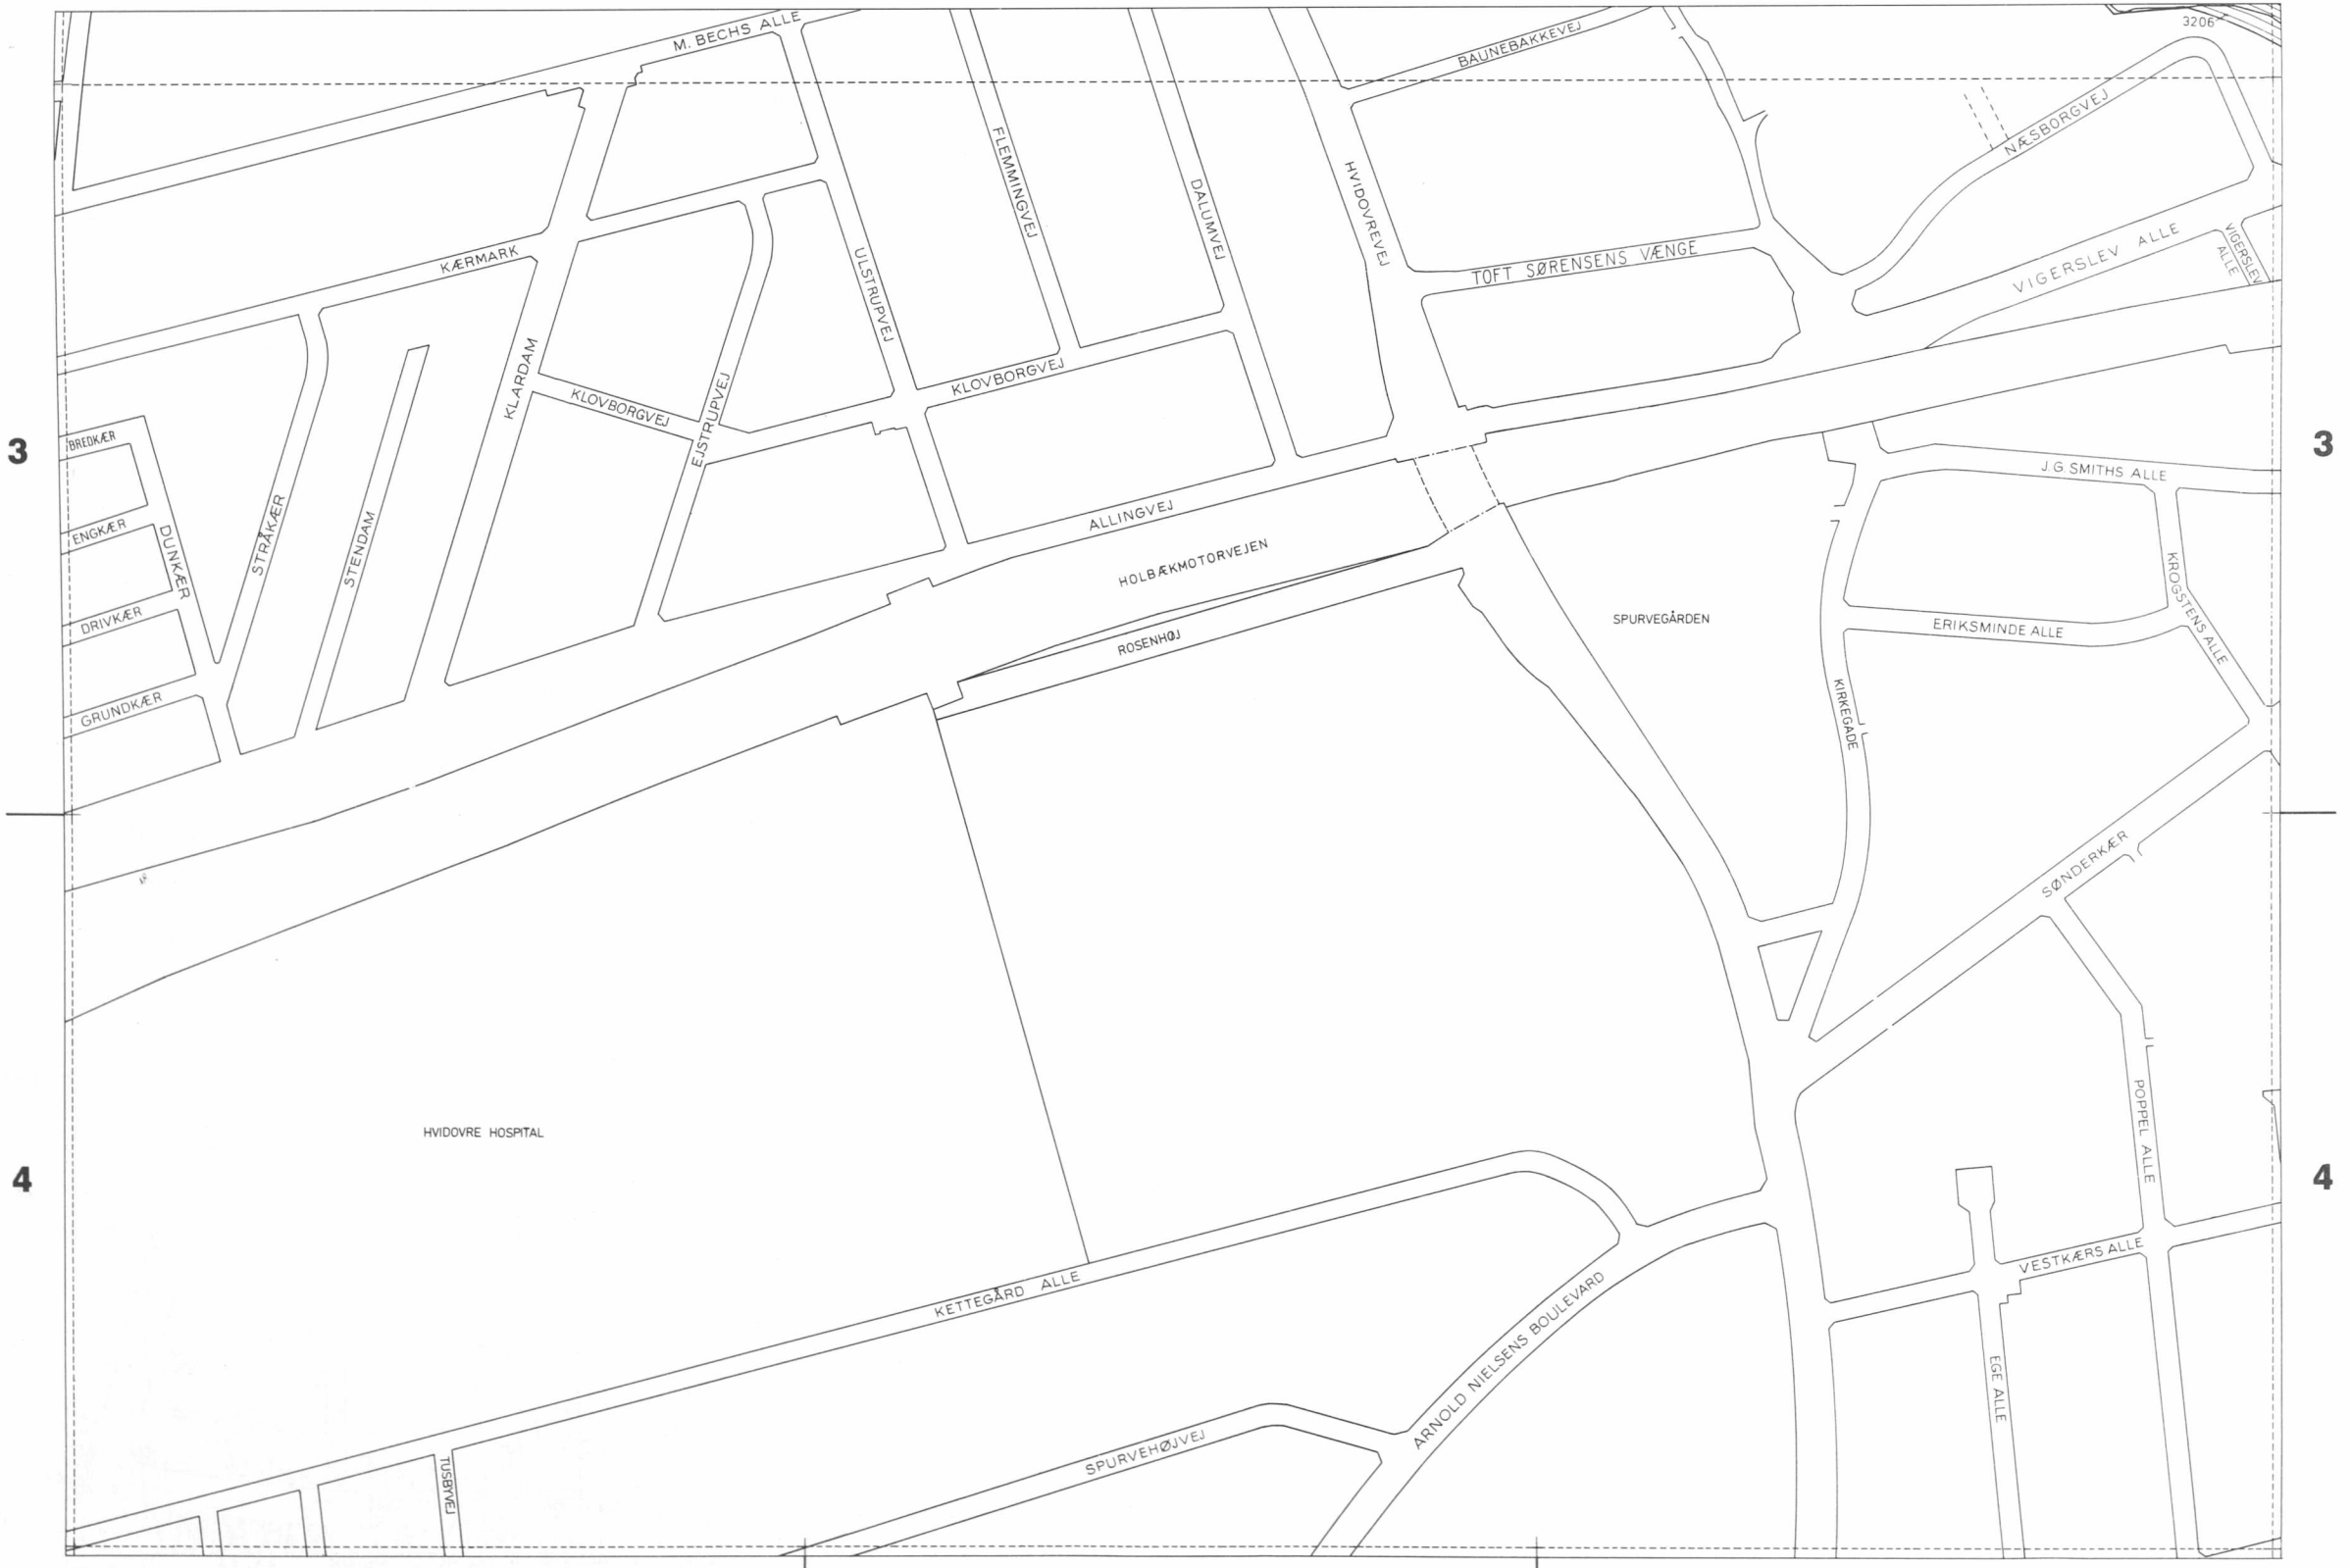 M. BECHS ALLE
BAUNEBAKKEVEJ
3206
FLEMMINGVEJ
DALUMVEJ
HVIDOVREVEJ
NÆSBORGVEJ
KÆRMARK
ULSTRUPVEJ
TOFT SØRENSENS VÆNGE
VIGERSLEV ALLE
VIGERSLEV
ALLE
KLARDAM
KLOVBORGVEJ
EJSTRUPVEJ
KLOVBORGVEJ
BREDKÆR
3
3
J.G SMITHS ALLE
ENGKÆR
DUNKÆR
STRÅKÆR
STENDAM
ALLINGVEJ
HOLBÆKMOTORVEJEN
DRIVKÆR
ROSENHØJ
SPURVEGÅRDEN
ERIKSMINDE ALLE
KROGSTENS ALLE
GRUNDKÆR
KIRKEGADE
SØNDERKÆR
HVIDOVRE HOSPITAL
POPPEL ALLE
4
4
VESTKÆRS ALLE
KETTEGÅRD ALLE
ARNOLD NIELSENS BOULEVARD
EGE ALLE
SPURVEHØJVEJ
TUSBYVEJ